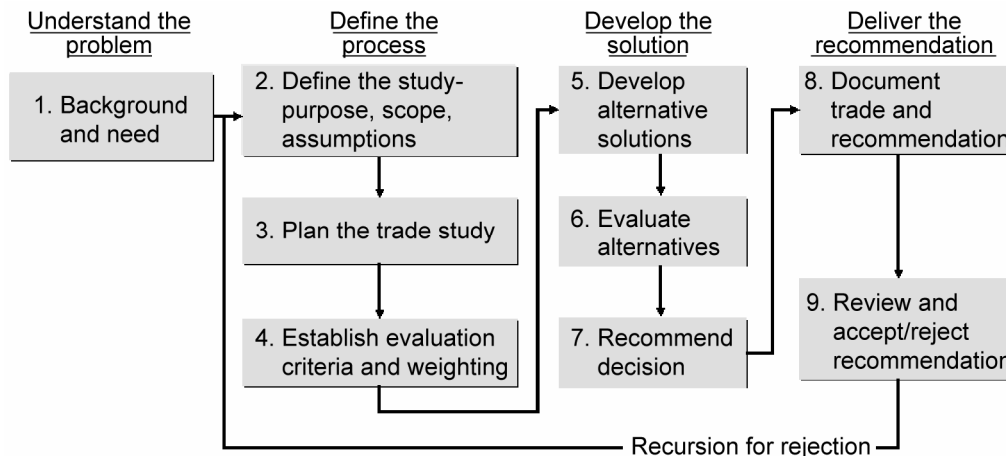 Understand the
problem
1. Background
and need
Define the
process
2. Define the study-
purpose, scope,
assumptions
3. Plan the trade study
4. Establish evaluation
criteria and weighting
Develop the
solution
5. Develop
alternative
solutions
6. Evaluate
alternatives
7. Recommend
decision
Deliver the
recommendation
8. Document
trade and
recommendation
9. Review and
accept/reject
recommendation
Recursion for rejection